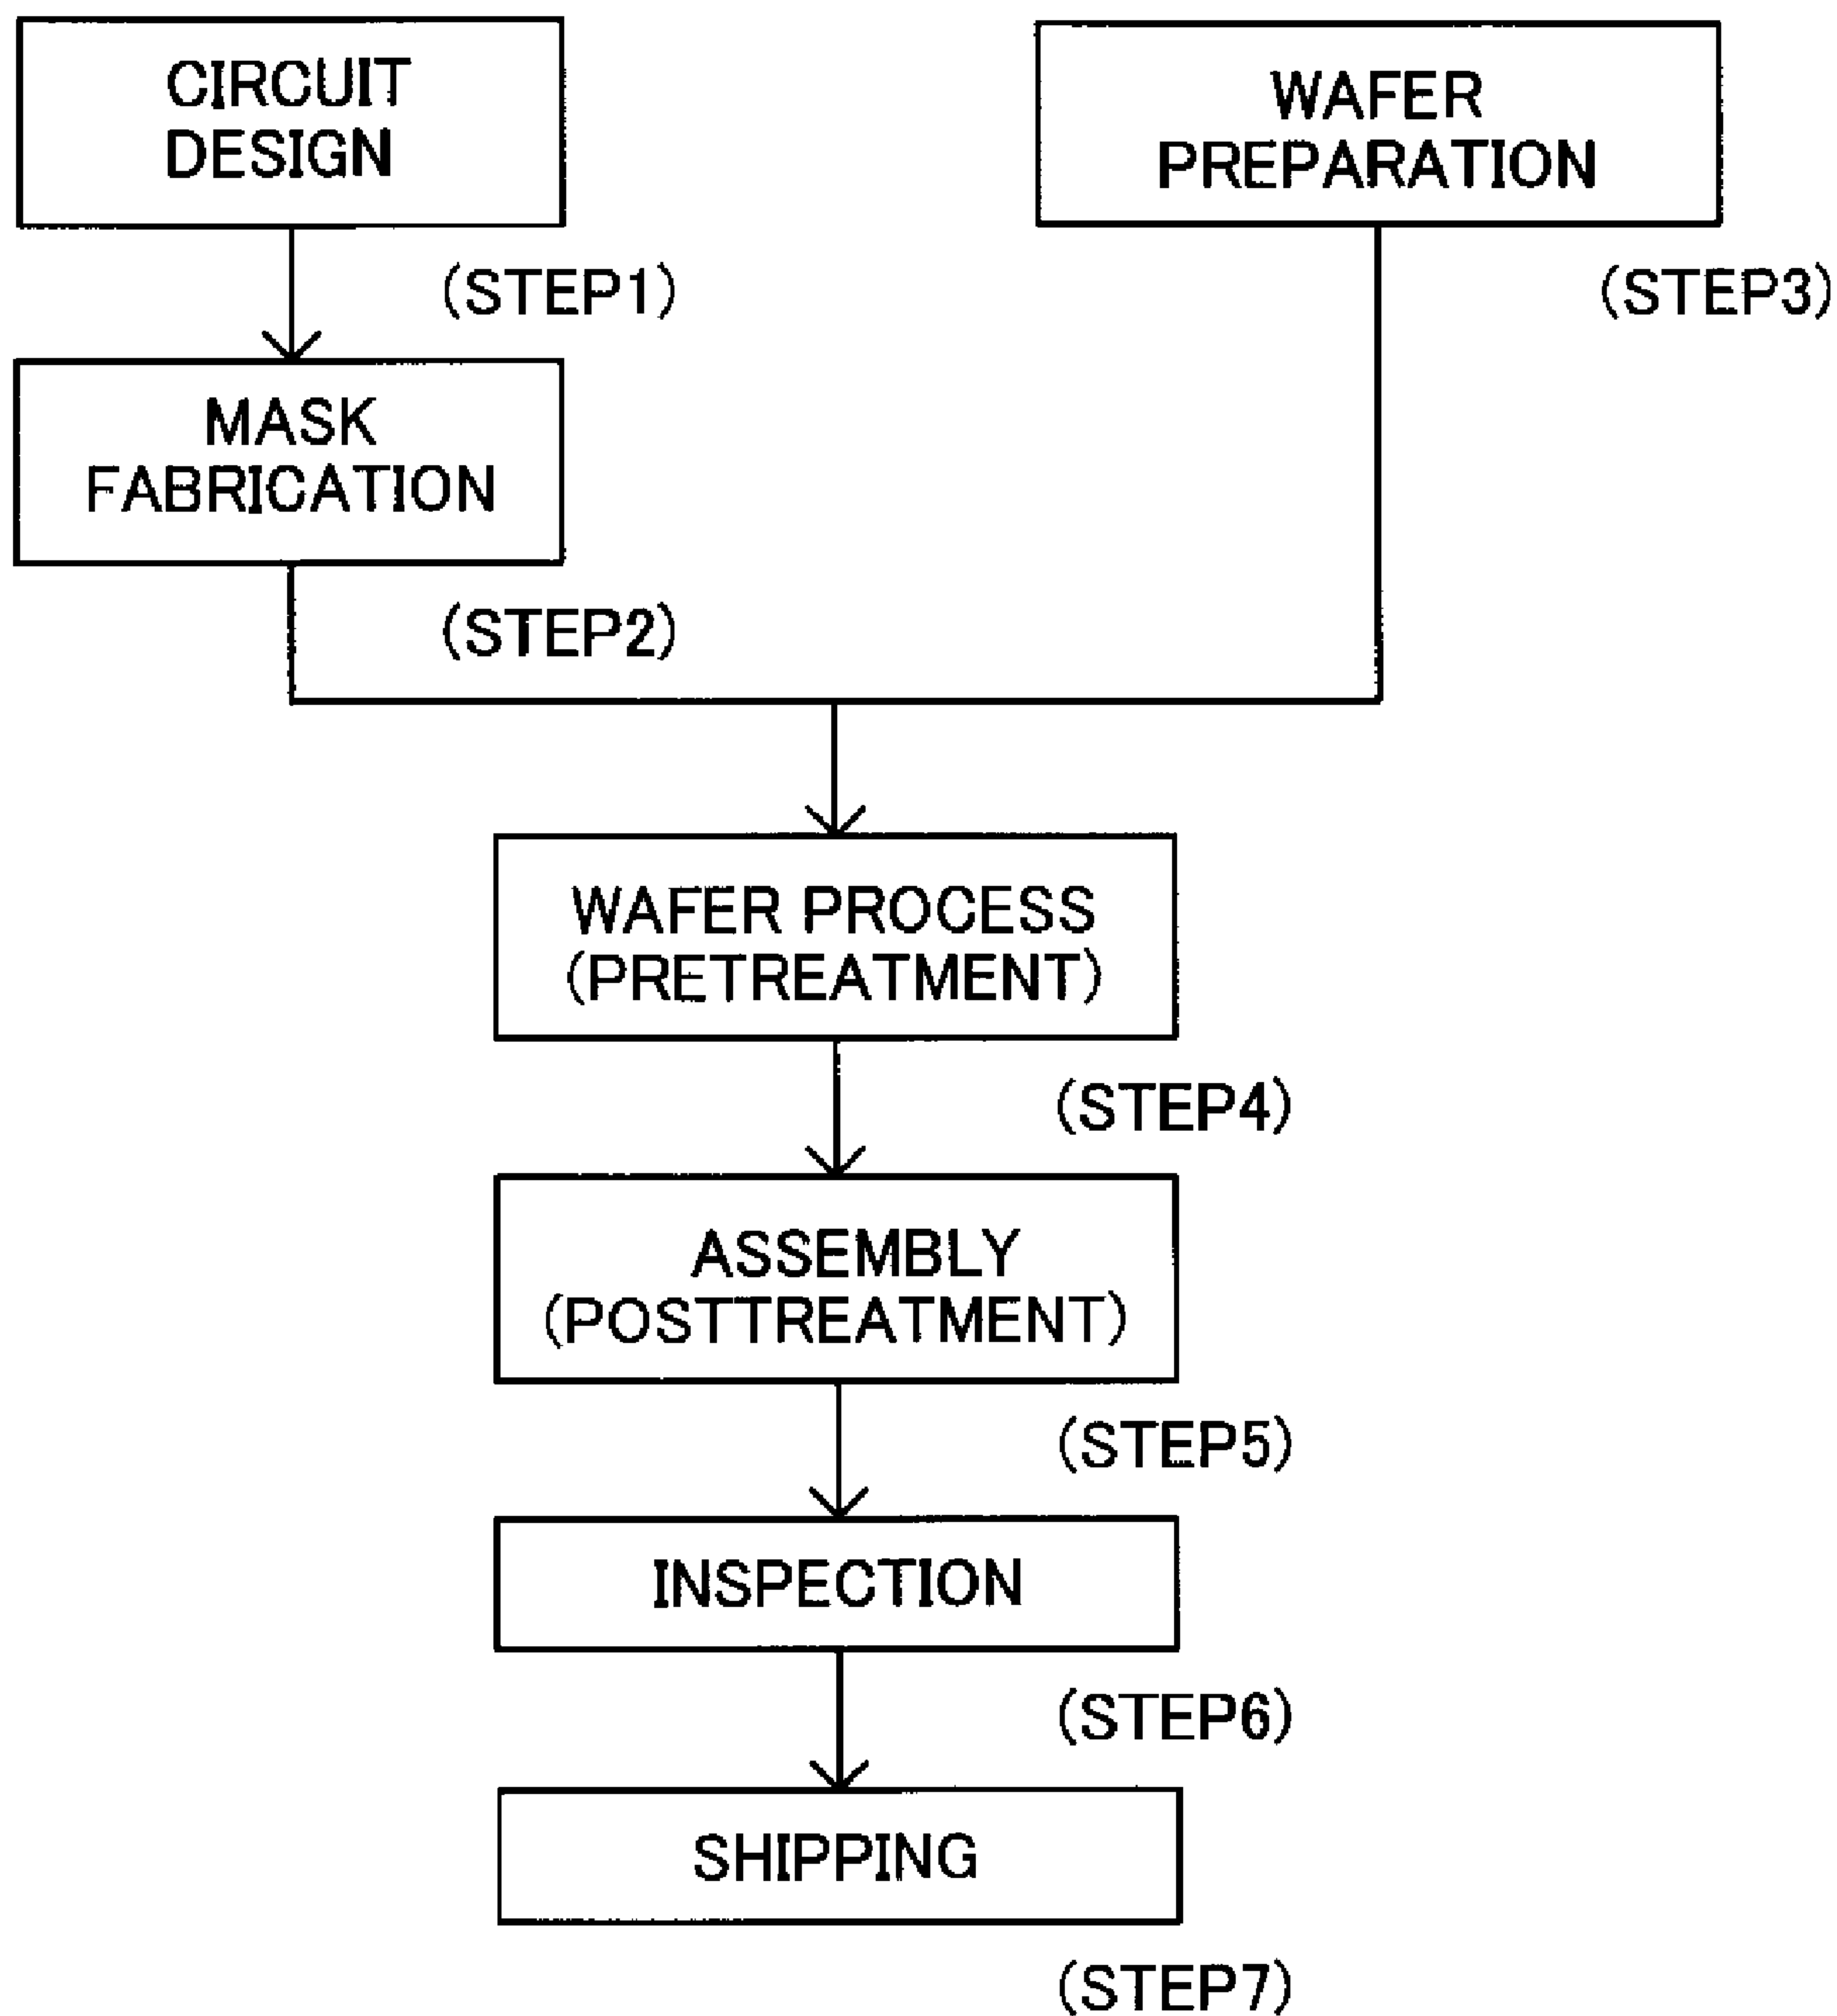 CIRCUIT
DESIGN
(STEP1)
MASK
FABRICATION
(STEP2)
WAFER
PREPARATION
(STEP3)
WAFER PROCESS
(PRETREATMENT)
(STEP4)
ASSEMBLY
(POSTTREATMENT)
(STEP5)
INSPECTION
(STEP6)
SHIPPING
(STEP7)